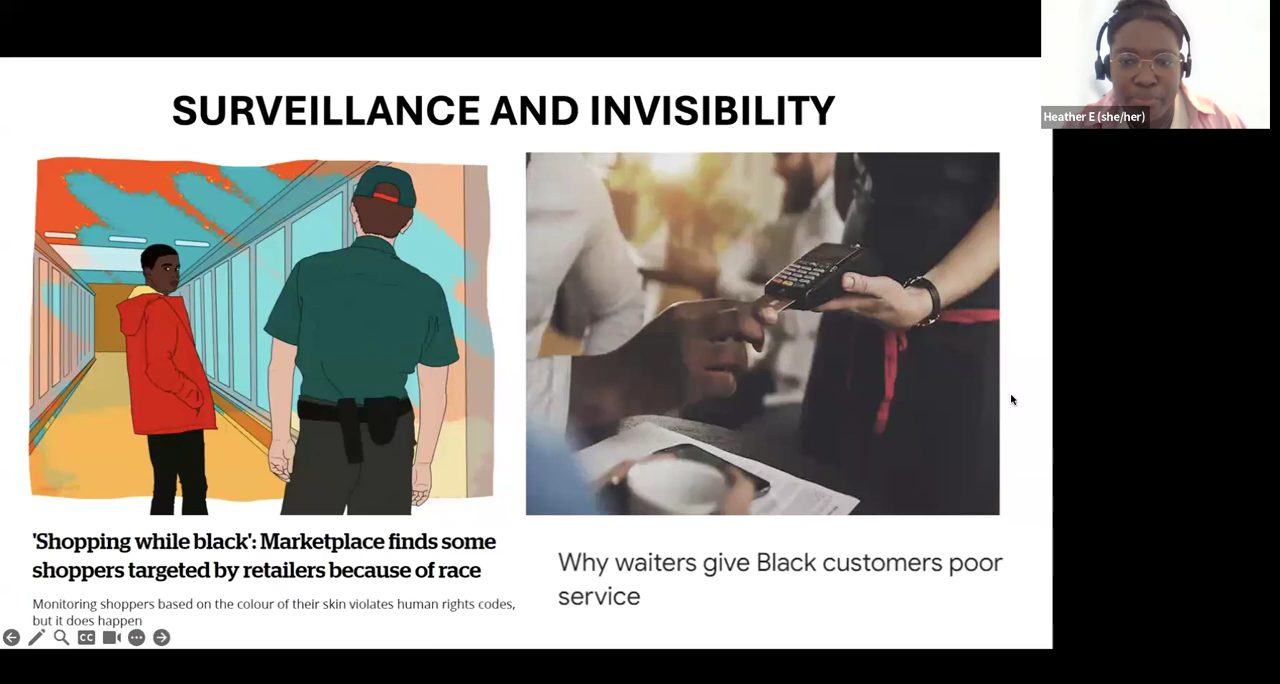 SURVEILLANCE AND INVISIBILITY
Heather E (she/her)
'Shopping while black': Marketplace finds some
shoppers targeted by retailers because of race
Monitoring shoppers based on the colour of their skin violates human rights codes,
but it does happen
Why waiters give Black customers poor
service
CC